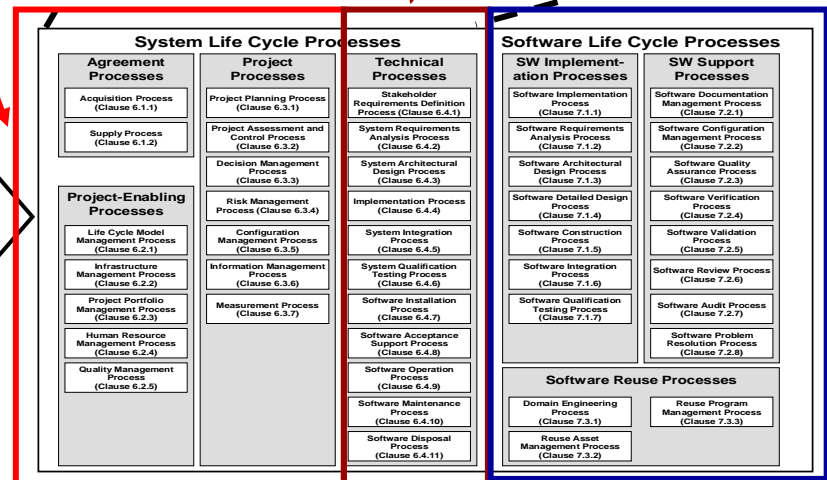 System Life Cycle Processes
Software Life Cycle Processes
Agreement
Processes
Acquisition Process
(Clause 6.1.1)
Supply Process
(Clause 6.1.2)
Project-Enabling
Processes
Life Cycle Model
Management Process
(Clause 6.2.1)
Infrastructure
Management Process
(Clause 6.2.2)
Project Portfolio
Management Process
(Clause 6.2.3)
Human Resource
Management Process
(Clause 6.2.4)
Quality Management
Process
(Clause 6.2.5)
Project
Processes
Project Planning Process
(Clause 6.3.1)
Project Assessment and
Control Process
(Clause 6.3.2)
Decision Management
Process
(Clause 6.3.3)
Risk Management
Process (Clause 6.3.4)
Configuration
Management Process
(Clause 6.3.5)
Information Management
Process
(Clause 6.3.6)
Measurement Process
(Clause 6.3.7)
Technical
Processes
Stakeholder
Requirements Definition
Process (Clause 6.4.1)
System Requirements
Analysis Process
(Clause 6.4.2)
System Architectural
Design Process
(Clause 6.4.3)
Implementation Process
(Clause 6.4.4)
System Integration
Process
(Clause 6.4.5)
System Qualification
Testing Process
(Clause 6.4.6)
Software Installation
Process
(Clause 6.4.7)
Software Acceptance
Support Process
(Clause 6.4.8)
Software Operation
Process
(Clause 6.4.9)
Software Maintenance
Process
(Clause 6.4.10)
Software Disposal
Process
(Clause 6.4.11)
SW Implement-
ation Processes
Software Implementation
Process
(Clause 7.1.1)
Software Requirements
Analysis Process
(Clause 7.1.2)
Software Architectural
Design Process
(Clause 7.1.3)
Software Detailed Design
Process
(Clause 7.1.4)
Software Construction
Process
(Clause 7.1.5)
Software Integration
Process
(Clause 7.1.6)
Software Qualification
Testing Process
(Clause 7.1.7)
SW Support
Processes
Software Documentation
Management Process
(Clause 7.2.1)
Software Configuration
Management Process
(Clause 7.2.2)
Software Quality
Assurance Process
(Clause 7.2.3)
Software Verification
Process
(Clause 7.2.4)
Software Validation
Process
(Clause 7.2.5)
Software Review Process
(Clause 7.2.6)
Software Audit Process
(Clause 7.2.7)
Software Problem
Resolution Process
(Clause 7.2.8)
Software Reuse Processes
Domain Engineering
Process
(Clause 7.3.1)
Reuse Program
Management Process
(Clause 7.3.3)
Reuse Asset
Management Process
(Clause 7.3.2)